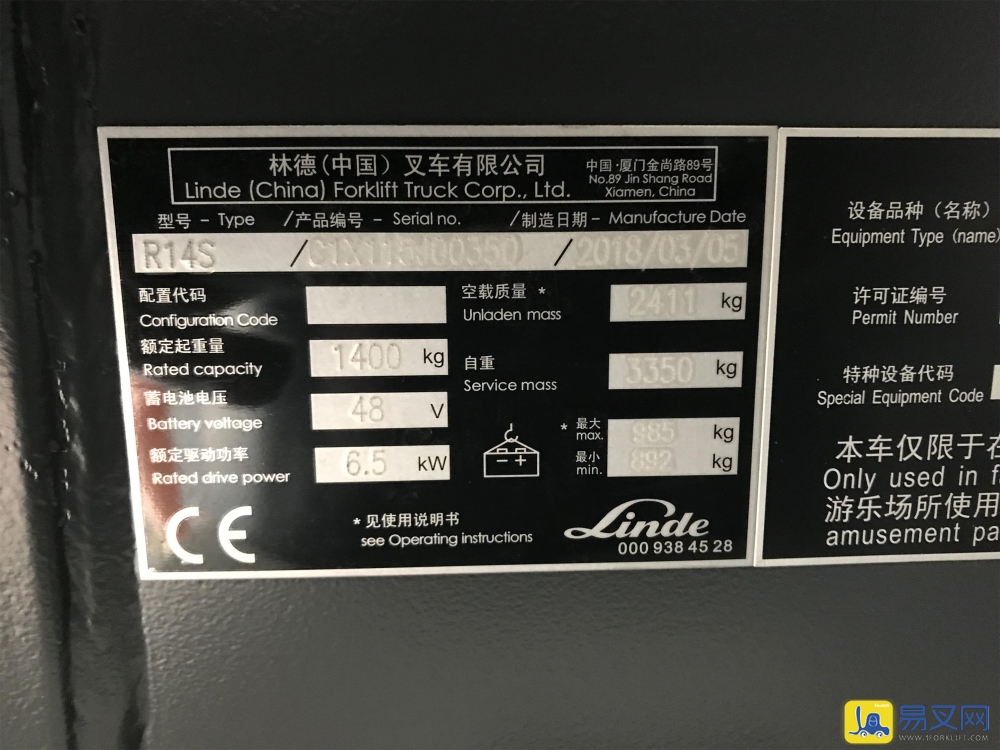 林德(中国)叉车有限公司
Linde (China) Forklift Truck Corp., Ltd.
中国·厦门金尚路89号
No.89 Jin Shang Road
Xiamen, China
型号 - Type /产品编号 - Serial no. /制造日期 - Manufacture Date
R14S / / 2018/03/05
配置代码
Configuration Code
额定起重量
Rated capacity
1400 kg
蓄电池电压
Battery voltage
48 V
额定驱动功率
Rated drive power
6.5 kW
空载质量 *
Unladen mass
2411 kg
自重
Service mass
3350 kg
* 最大
max.
985 kg
最小
min.
892 kg
- +
CE
* 见使用说明书
see Operating instructions
Linde
000 938 45 28
设备品种（名称）
Equipment Type (name)
许可证编号
Permit Number
特种设备代码
Special Equipment Code
本车仅限于在
Only used in fa
游乐场所使用
amusement pa
易叉网
WWW.1FORKLIFT.COM